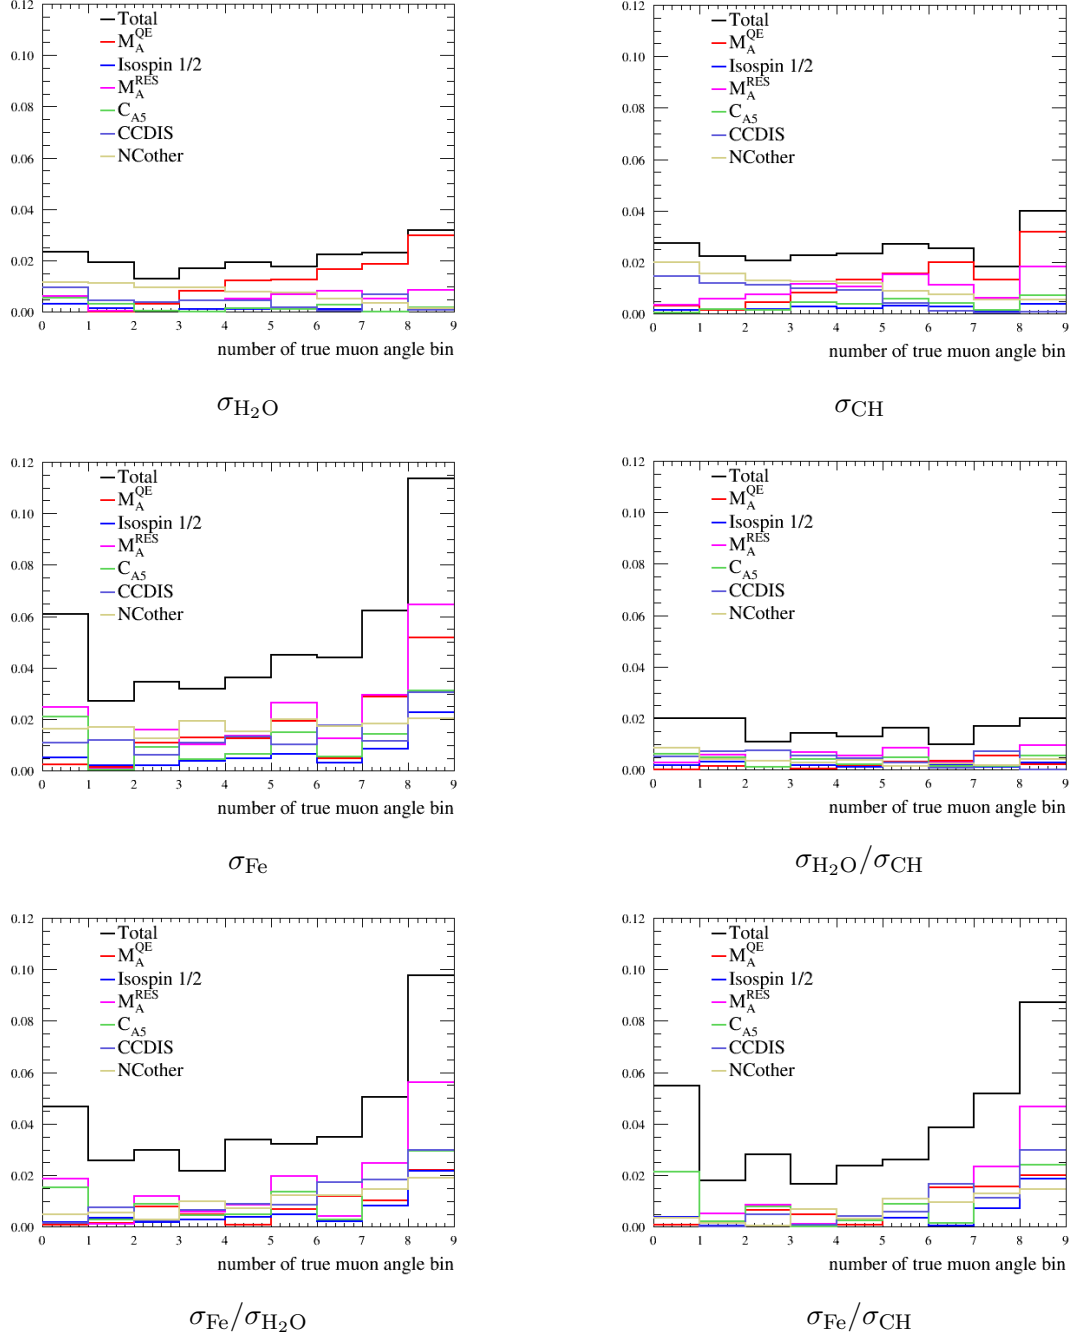 0.12
0.10
0.08
0.06
0.04
0.02
0.00
Total
M_A^QE
Isospin 1/2
M_A^RES
C_A5
CCDIS
NCother
0 1 2 3 4 5 6 7 8 9
number of true muon angle bin
σ_H₂O
0.12
0.10
0.08
0.06
0.04
0.02
0.00
Total
M_A^QE
Isospin 1/2
M_A^RES
C_A5
CCDIS
NCother
0 1 2 3 4 5 6 7 8 9
number of true muon angle bin
σ_CH
0.12
0.10
0.08
0.06
0.04
0.02
0.00
Total
M_A^QE
Isospin 1/2
M_A^RES
C_A5
CCDIS
NCother
0 1 2 3 4 5 6 7 8 9
number of true muon angle bin
σ_Fe
0.12
0.10
0.08
0.06
0.04
0.02
0.00
Total
M_A^QE
Isospin 1/2
M_A^RES
C_A5
CCDIS
NCother
0 1 2 3 4 5 6 7 8 9
number of true muon angle bin
σ_H₂O/σ_CH
0.12
0.10
0.08
0.06
0.04
0.02
0.00
Total
M_A^QE
Isospin 1/2
M_A^RES
C_A5
CCDIS
NCother
0 1 2 3 4 5 6 7 8 9
number of true muon angle bin
σ_Fe/σ_H₂O
0.12
0.10
0.08
0.06
0.04
0.02
0.00
Total
M_A^QE
Isospin 1/2
M_A^RES
C_A5
CCDIS
NCother
0 1 2 3 4 5 6 7 8 9
number of true muon angle bin
σ_Fe/σ_CH